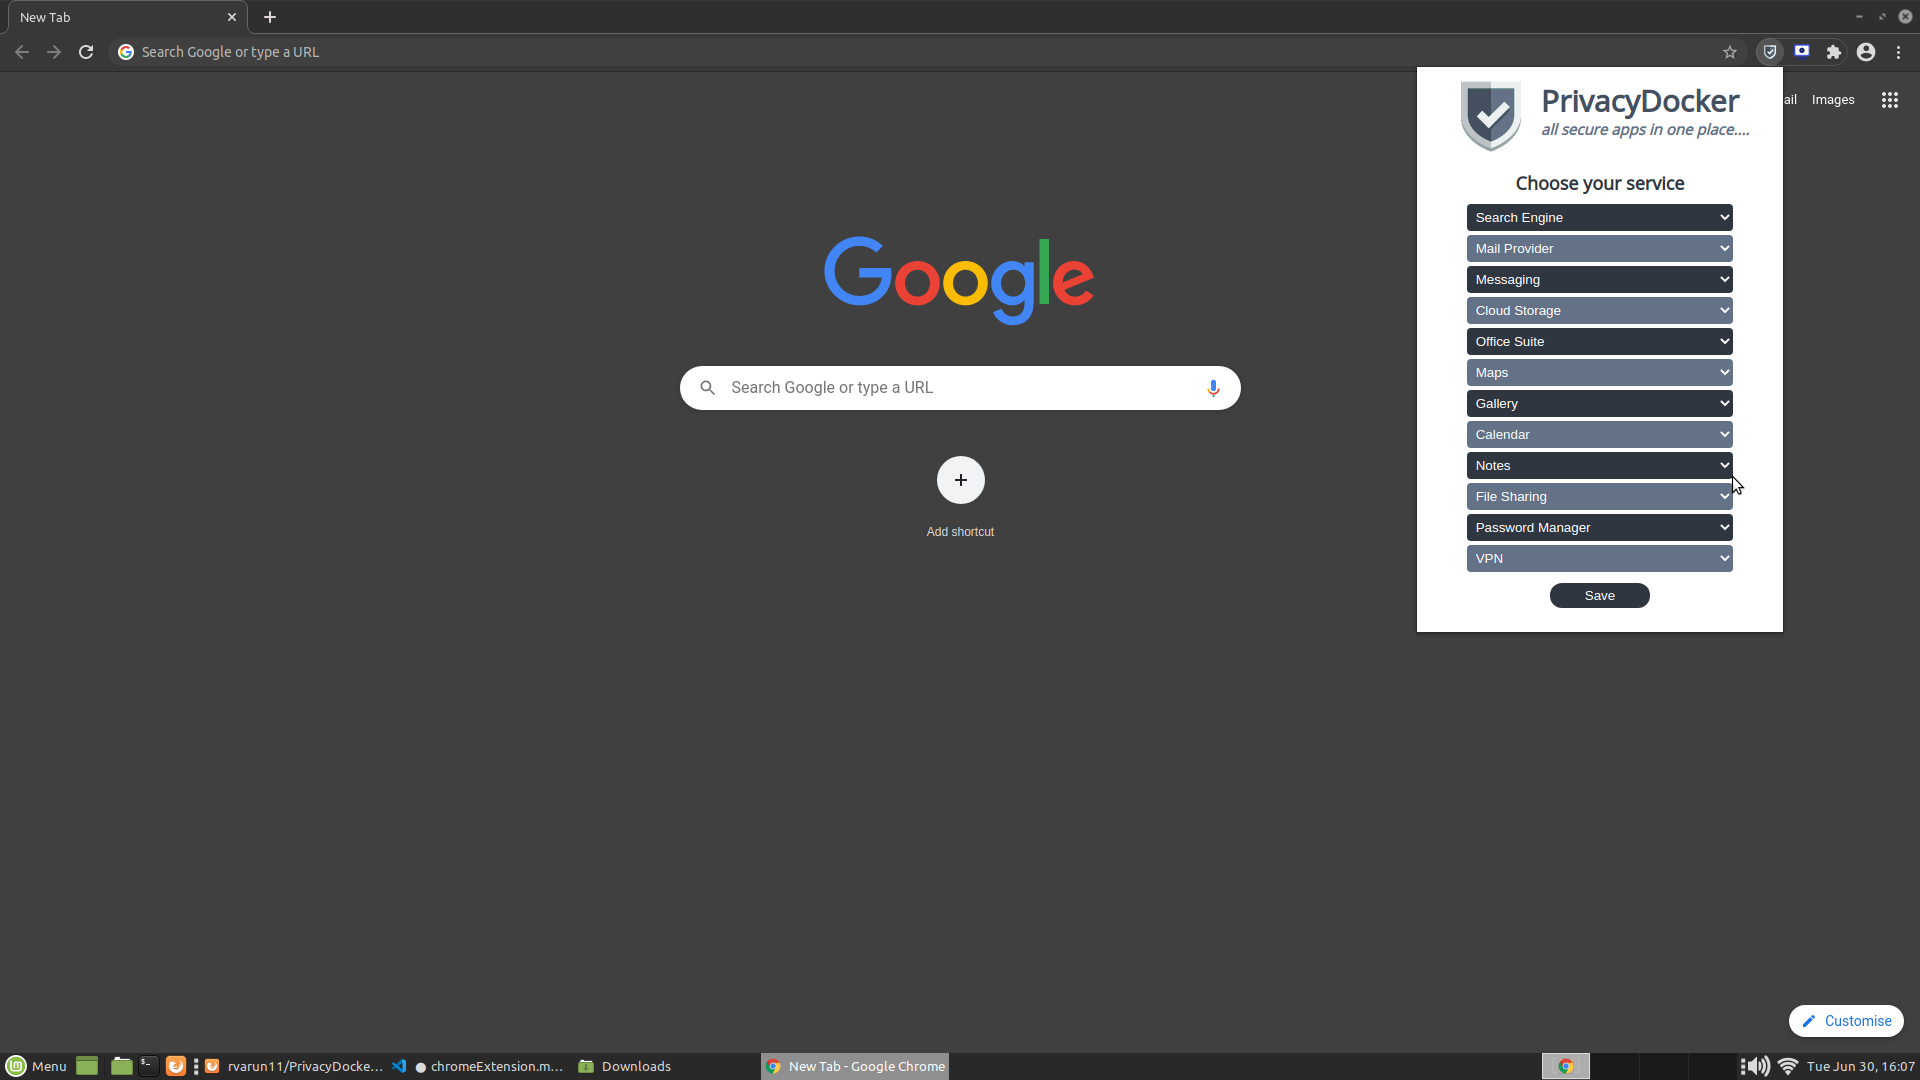 New Tab
Search Google or type a URL
PrivacyDocker
all secure apps in one place....
ail Images
Choose your service
Search Engine
Mail Provider
Messaging
Cloud Storage
Office Suite
Maps
Gallery
Calendar
Notes
File Sharing
Password Manager
VPN
Save
Google
Search Google or type a URL
Add shortcut
Customise
Menu
rvarun11/PrivacyDocke...
● chromeExtension.m...
Downloads
New Tab - Google Chrome
Tue Jun 30, 16:07